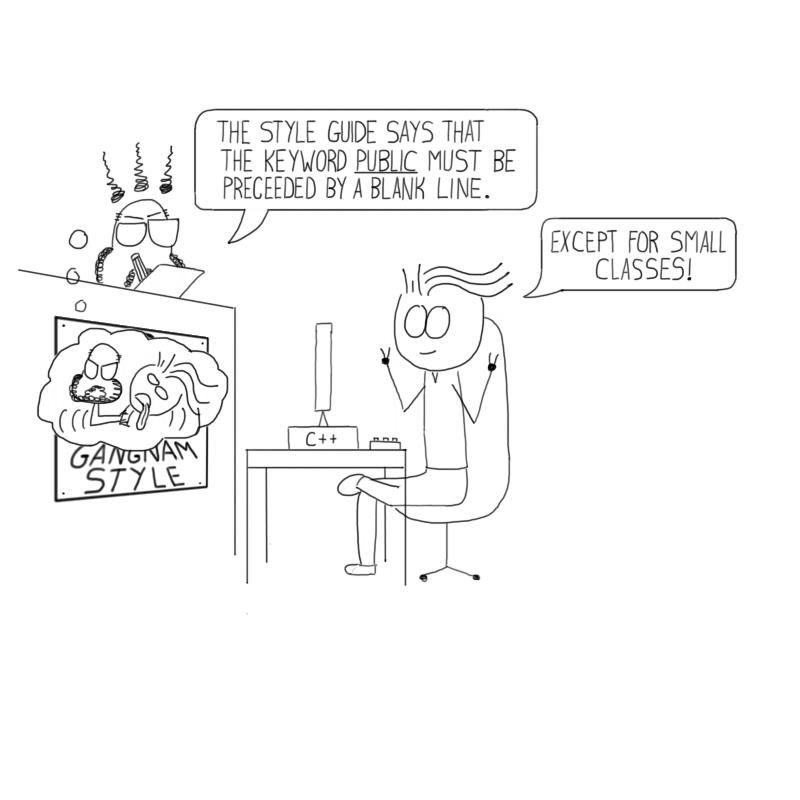 THE STYLE GUIDE SAYS THAT
THE KEYWORD PUBLIC MUST BE
PRECEEDED BY A BLANK LINE.
EXCEPT FOR SMALL
CLASSES!
C++
GANGNAM
STYLE